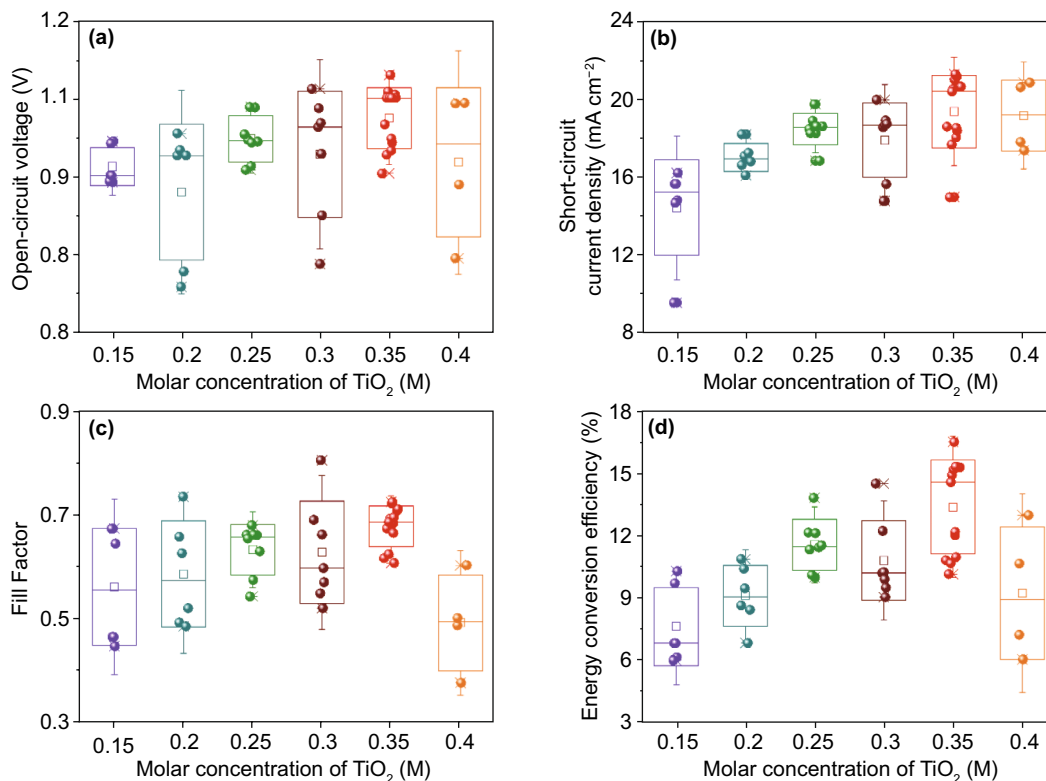 (a)
Open-circuit voltage (V)
1.2
1.1
0.9
0.8
0.8
0.15 0.2 0.25 0.3 0.35 0.4
Molar concentration of TiO₂ (M)
(b)
Short-circuit
current density (mA cm⁻²)
24
20
16
12
8
0.15 0.2 0.25 0.3 0.35 0.4
Molar concentration of TiO₂ (M)
(c)
Fill Factor
0.9
0.7
0.5
0.3
0.15 0.2 0.25 0.3 0.35 0.4
Molar concentration of TiO₂ (M)
(d)
Energy conversion efficiency (%)
18
15
12
9
6
3
0.15 0.2 0.25 0.3 0.35 0.4
Molar concentration of TiO₂ (M)